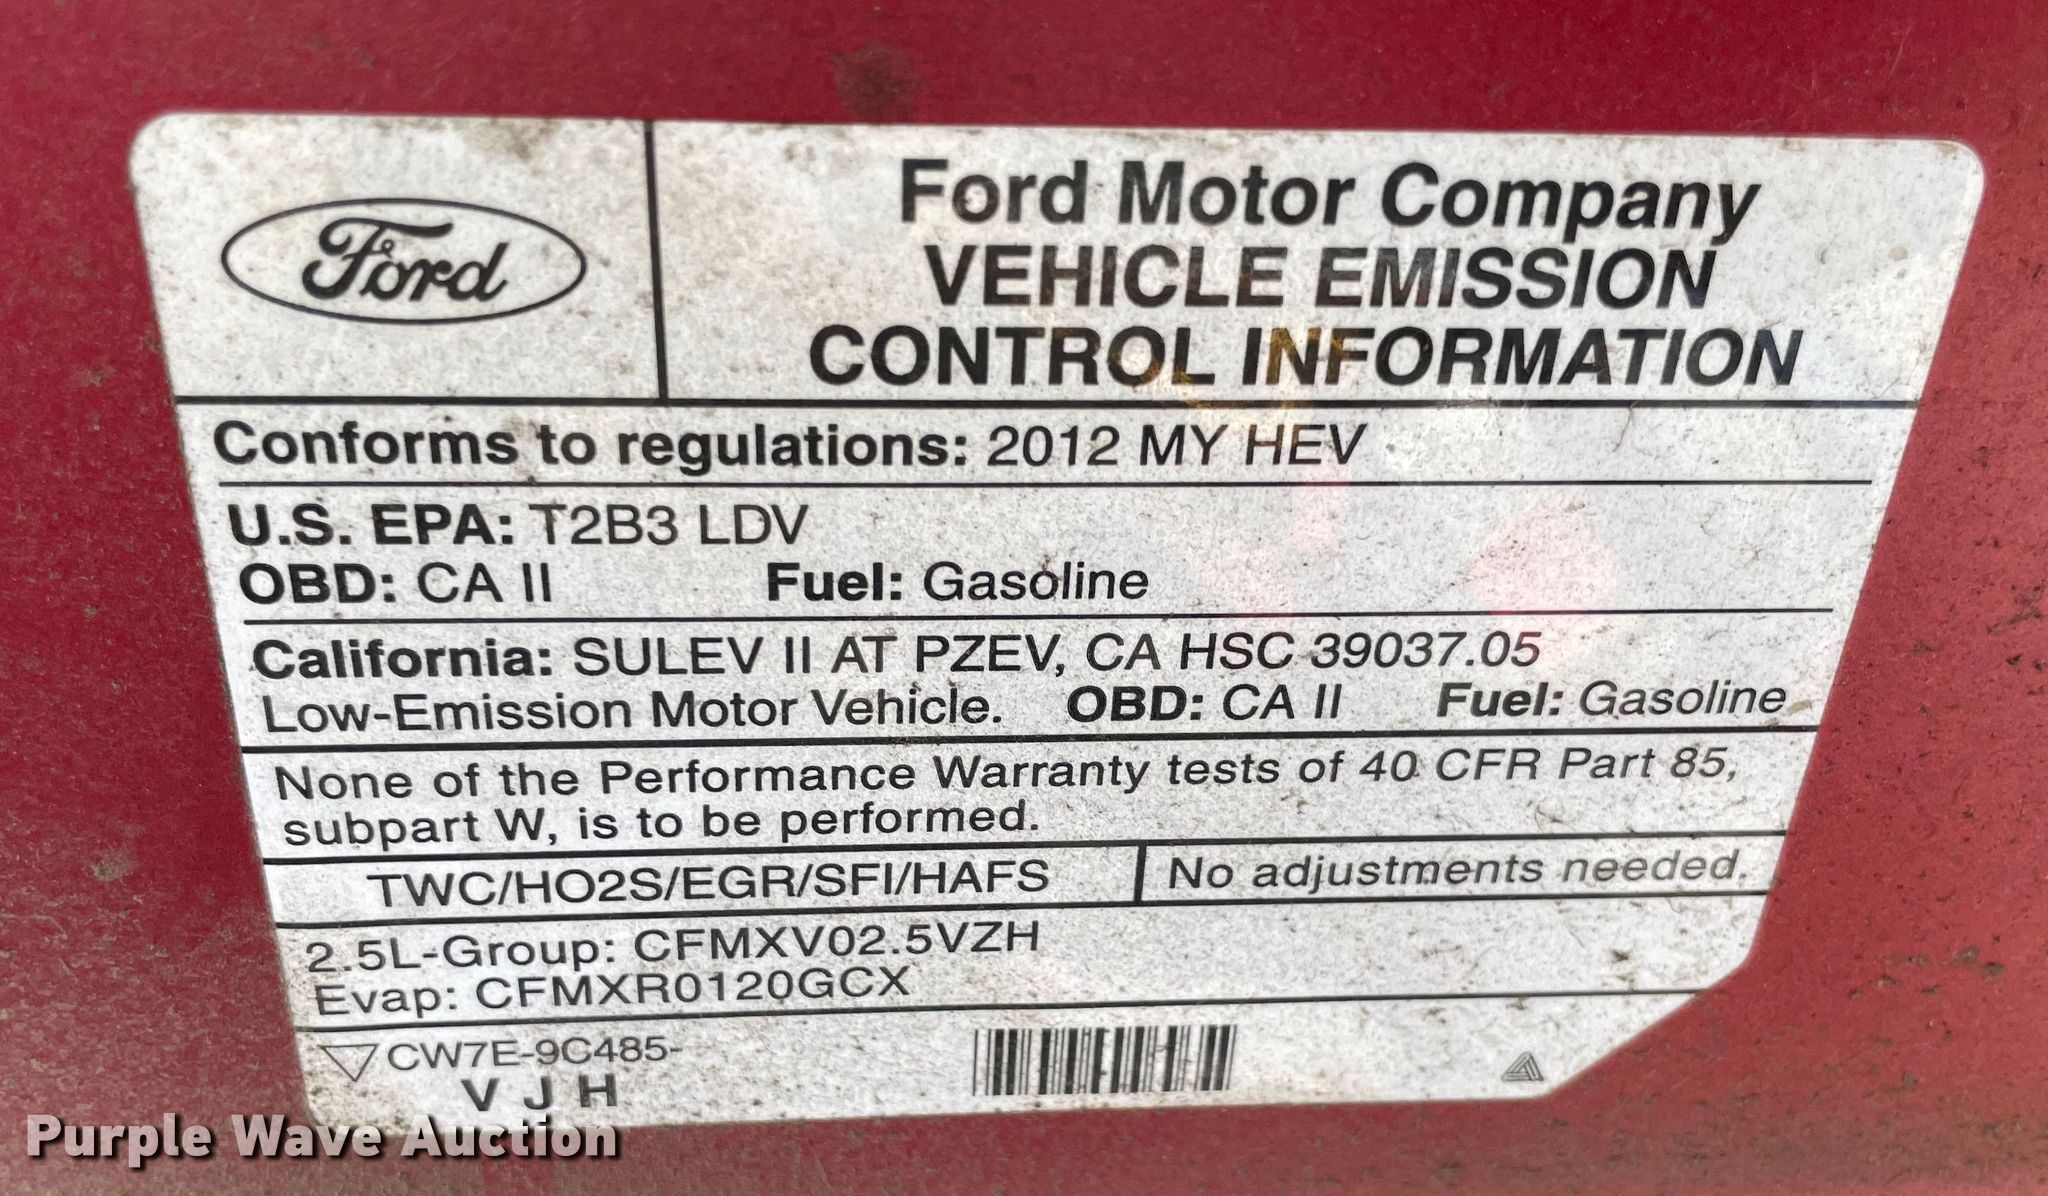 Ford
Ford Motor Company
VEHICLE EMISSION
CONTROL INFORMATION
Conforms to regulations: 2012 MY HEV
U.S. EPA: T2B3 LDV
OBD: CA II Fuel: Gasoline
California: SULEV II AT PZEV, CA HSC 39037.05
Low-Emission Motor Vehicle. OBD: CA II Fuel: Gasoline
None of the Performance Warranty tests of 40 CFR Part 85,
subpart W, is to be performed.
TWC/HO2S/EGR/SFI/HAFS No adjustments needed.
2.5L-Group: CFMXV02.5VZH
Evap: CFMXR0120GCX
CW7E-9C485-
V J H
Purple Wave Auction